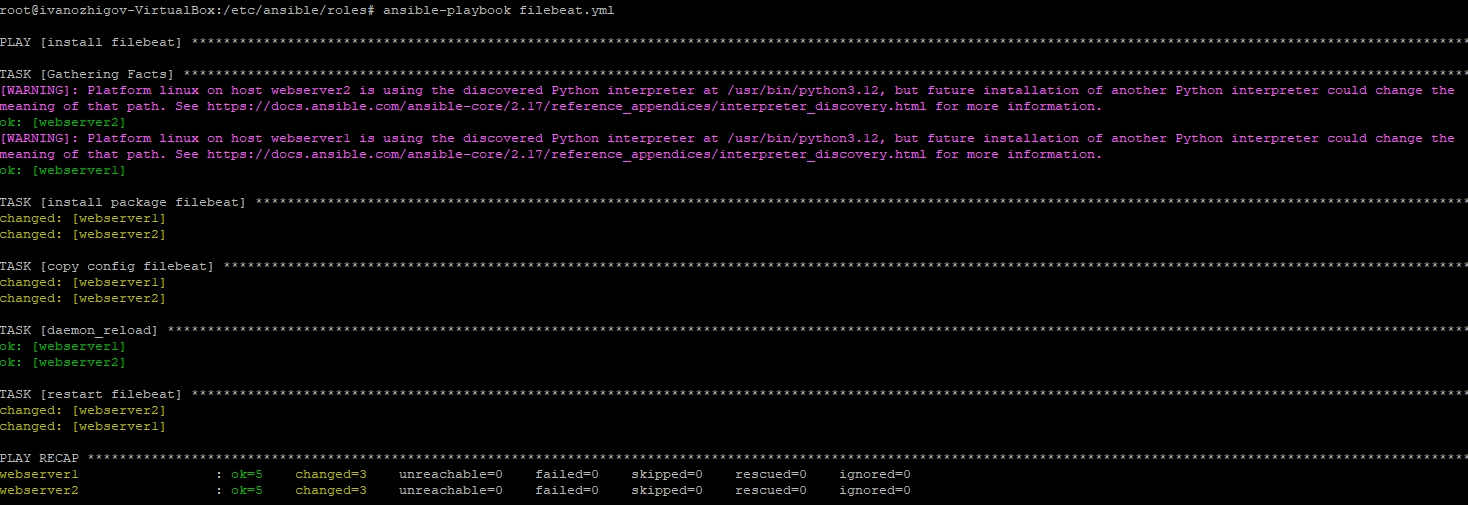 root@ivanozhigov-VirtualBox:/etc/ansible/roles# ansible-playbook filebeat.yml
PLAY [install filebeat] ****************************************************************************************************************************************************************
TASK [Gathering Facts] *****************************************************************************************************************************************************************
[WARNING]: Platform linux on host webserver2 is using the discovered Python interpreter at /usr/bin/python3.12, but future installation of another Python interpreter could change the
meaning of that path. See https://docs.ansible.com/ansible-core/2.17/reference_appendices/interpreter_discovery.html for more information.
ok: [webserver2]
[WARNING]: Platform linux on host webserver1 is using the discovered Python interpreter at /usr/bin/python3.12, but future installation of another Python interpreter could change the
meaning of that path. See https://docs.ansible.com/ansible-core/2.17/reference_appendices/interpreter_discovery.html for more information.
ok: [webserver1]
TASK [install package filebeat] ********************************************************************************************************************************************************
changed: [webserver1]
changed: [webserver2]
TASK [copy config filebeat] ************************************************************************************************************************************************************
changed: [webserver1]
changed: [webserver2]
TASK [daemon_reload] *******************************************************************************************************************************************************************
ok: [webserver1]
ok: [webserver2]
TASK [restart filebeat] ****************************************************************************************************************************************************************
changed: [webserver2]
changed: [webserver1]
PLAY RECAP *****************************************************************************************************************************************************************************
webserver1                 : ok=5    changed=3    unreachable=0    failed=0    skipped=0    rescued=0    ignored=0
webserver2                 : ok=5    changed=3    unreachable=0    failed=0    skipped=0    rescued=0    ignored=0